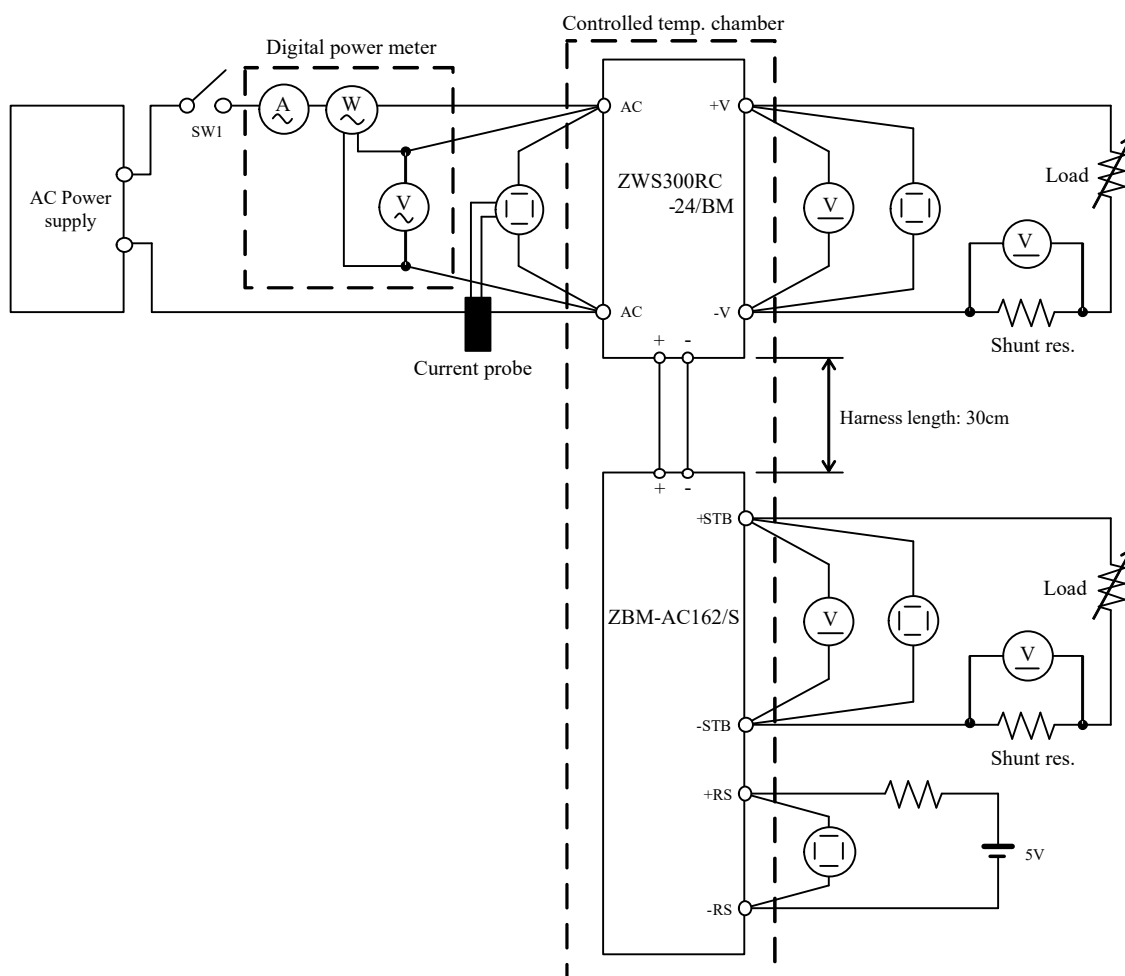 Controlled temp. chamber
Digital power meter
A
W
SW1
AC
+V
AC Power
supply
V
ZWS300RC
-24/BM
V
Load
V
AC
-V
Shunt res.
+ -
Current probe
Harness length: 30cm
+ -
+STB
ZBM-AC162/S
V
Load
V
-STB
Shunt res.
+RS
5V
-RS